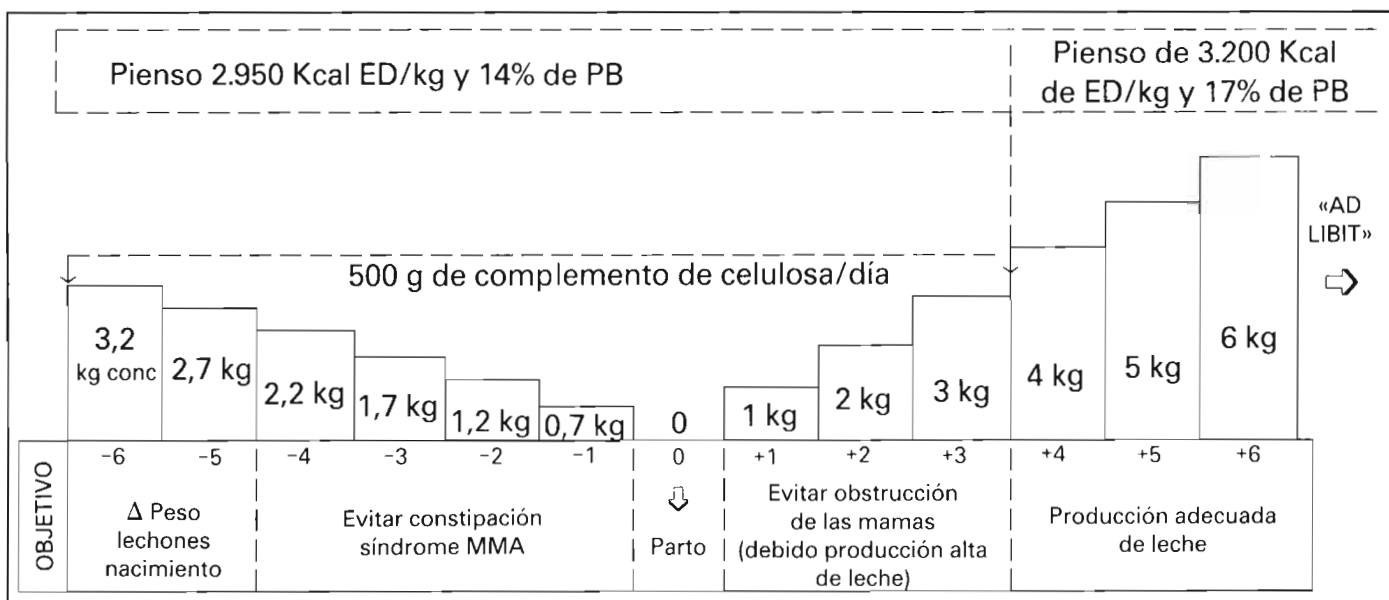 Pienso 2.950 Kcal ED/kg y 14% de PB
Pienso de 3.200 Kcal
de ED/kg y 17% de PB
500 g de complemento de celulosa/día
«AD
LIBIT»
3,2
kg conc
2,7 kg
2,2 kg
1,7 kg
1,2 kg
0,7 kg
0
1 kg
2 kg
3 kg
4 kg
5 kg
6 kg
OBJETIVO
-6
-5
-4
-3
-2
-1
0
+1
+2
+3
+4
+5
+6
Δ Peso
lechones
nacimiento
Evitar constipación
síndrome MMA
Parto
Evitar obstrucción
de las mamas
(debido producción alta
de leche)
Producción adecuada
de leche